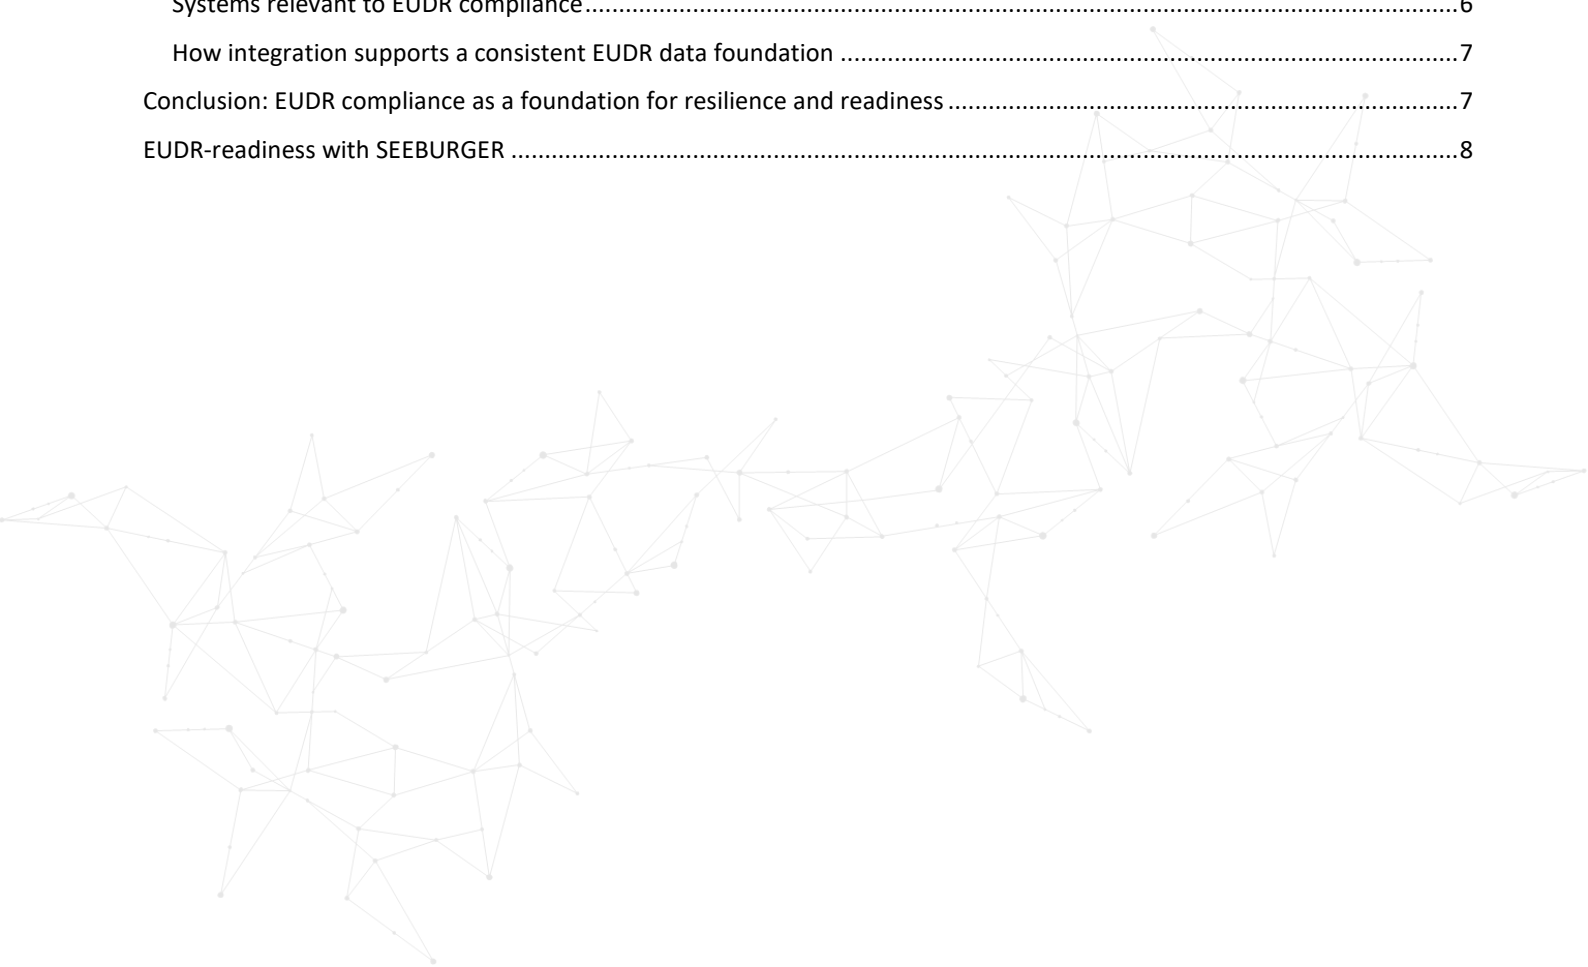 Systems relevant to EUDR compliance....................................................................................................................6
How integration supports a consistent EUDR data foundation ...................................................................................7
Conclusion: EUDR compliance as a foundation for resilience and readiness ...............................................................7
EUDR-readiness with SEEBURGER ..........................................................................................................................8